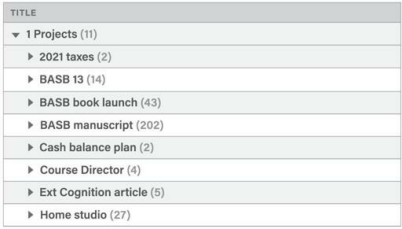 TITLE
1 Projects (11)
2021 taxes (2)
BASB 13 (14)
BASB book launch (43)
BASB manuscript (202)
Cash balance plan (2)
Course Director (4)
Ext Cognition article (5)
Home studio (27)